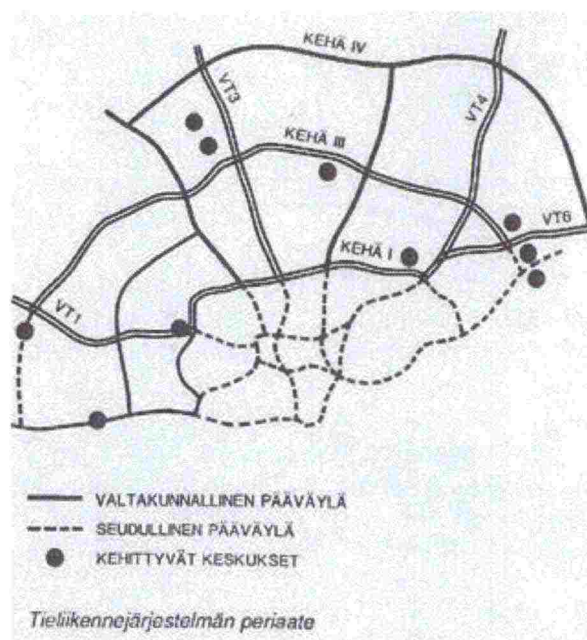 KEHÄ IV
VT3
VT4
KEHÄ III
VT6
KEHÄ I
VT1
VALTAKUNNALLINEN PÄÄVÄYLÄ
SEUDULLINEN PÄÄVÄYLÄ
KEHITTYVÄT KESKUKSET
Tieliikennejärjestelmän periaate